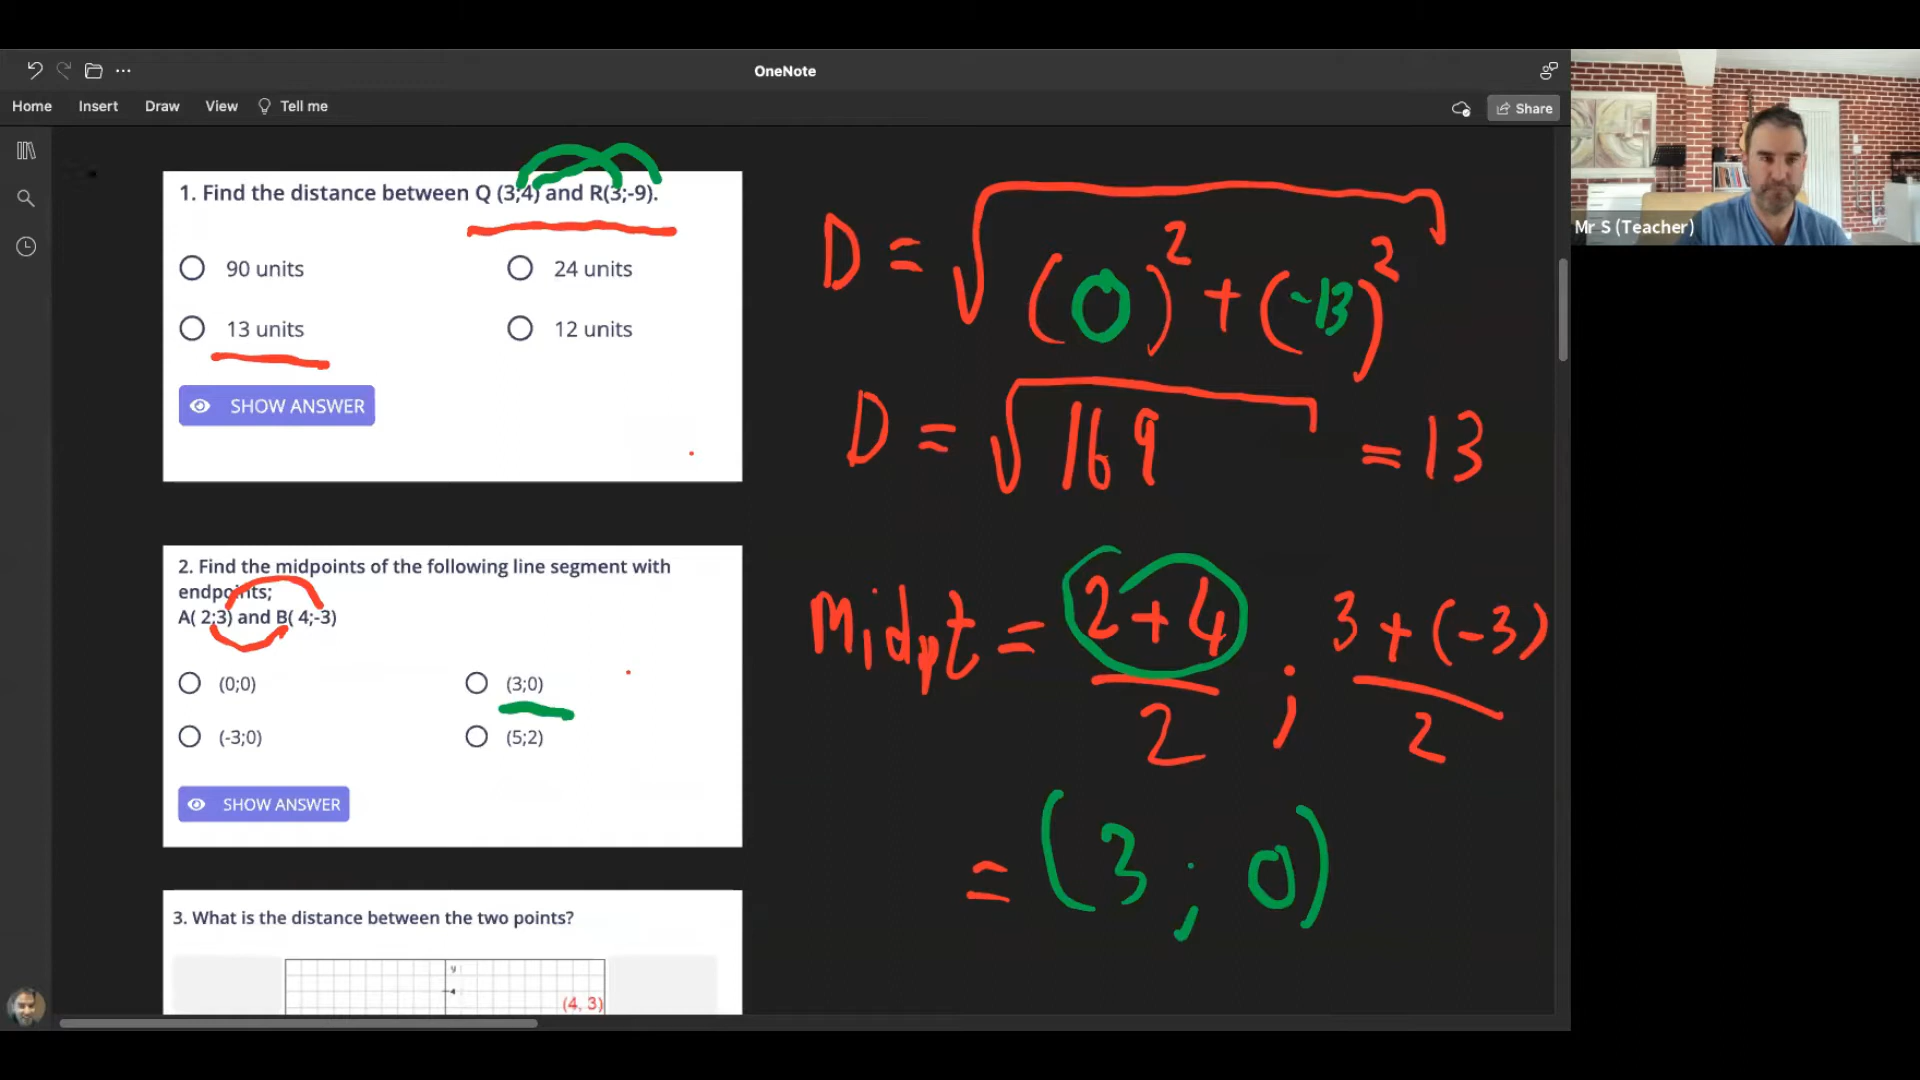 OneNote
Home Insert Draw View Tell me
Share
Mr S (Teacher)
1. Find the distance between Q (3;4) and R(3;-9).
90 units
24 units
13 units
12 units
SHOW ANSWER
D = √(0)² + (-13)²
D = √169 = 13
2. Find the midpoints of the following line segment with
endpoints;
A( 2;3) and B( 4;-3)
(0;0)
(3;0)
(-3;0)
(5;2)
SHOW ANSWER
Midpt = 2 + 4 / 2 ; 3 + (-3) / 2
= (3 ; 0)
3. What is the distance between the two points?
y
4
(4, 3)